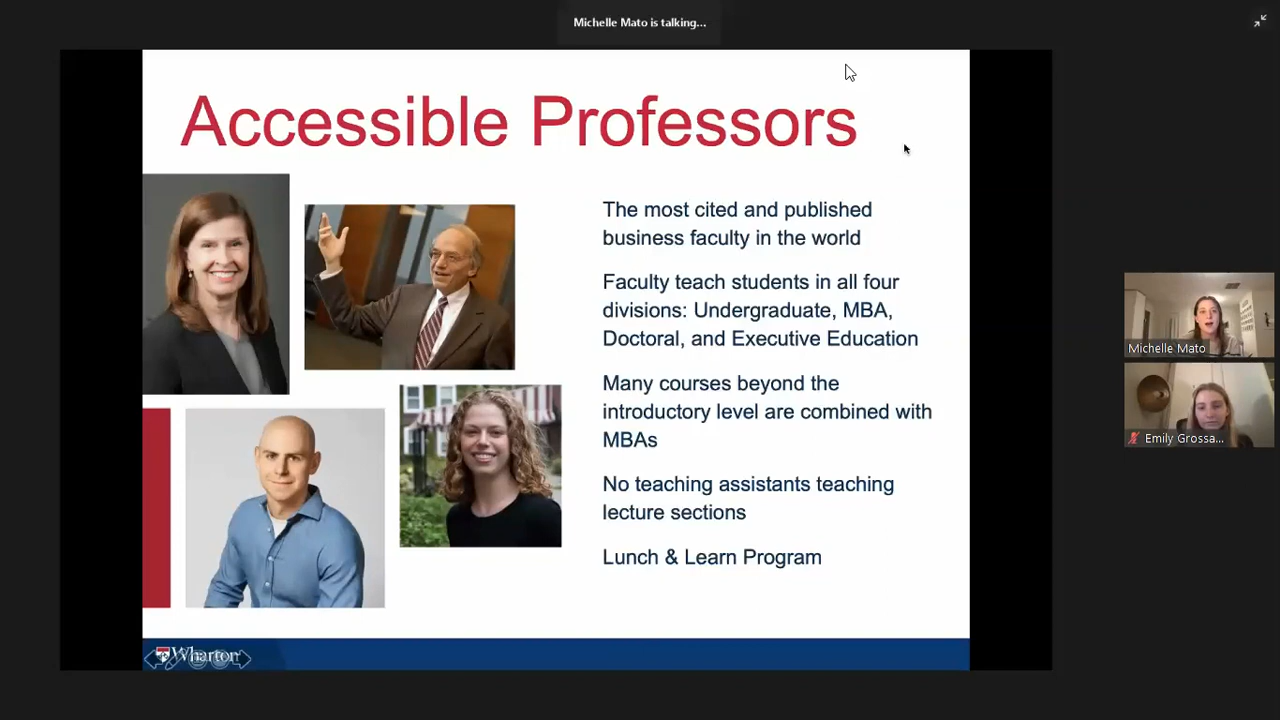 Michelle Mato is talking...
Accessible Professors
The most cited and published
business faculty in the world
Faculty teach students in all four
divisions: Undergraduate, MBA,
Doctoral, and Executive Education
Many courses beyond the
introductory level are combined with
MBAs
No teaching assistants teaching
lecture sections
Lunch & Learn Program
Michelle Mato
Emily Grossa...
Wharton